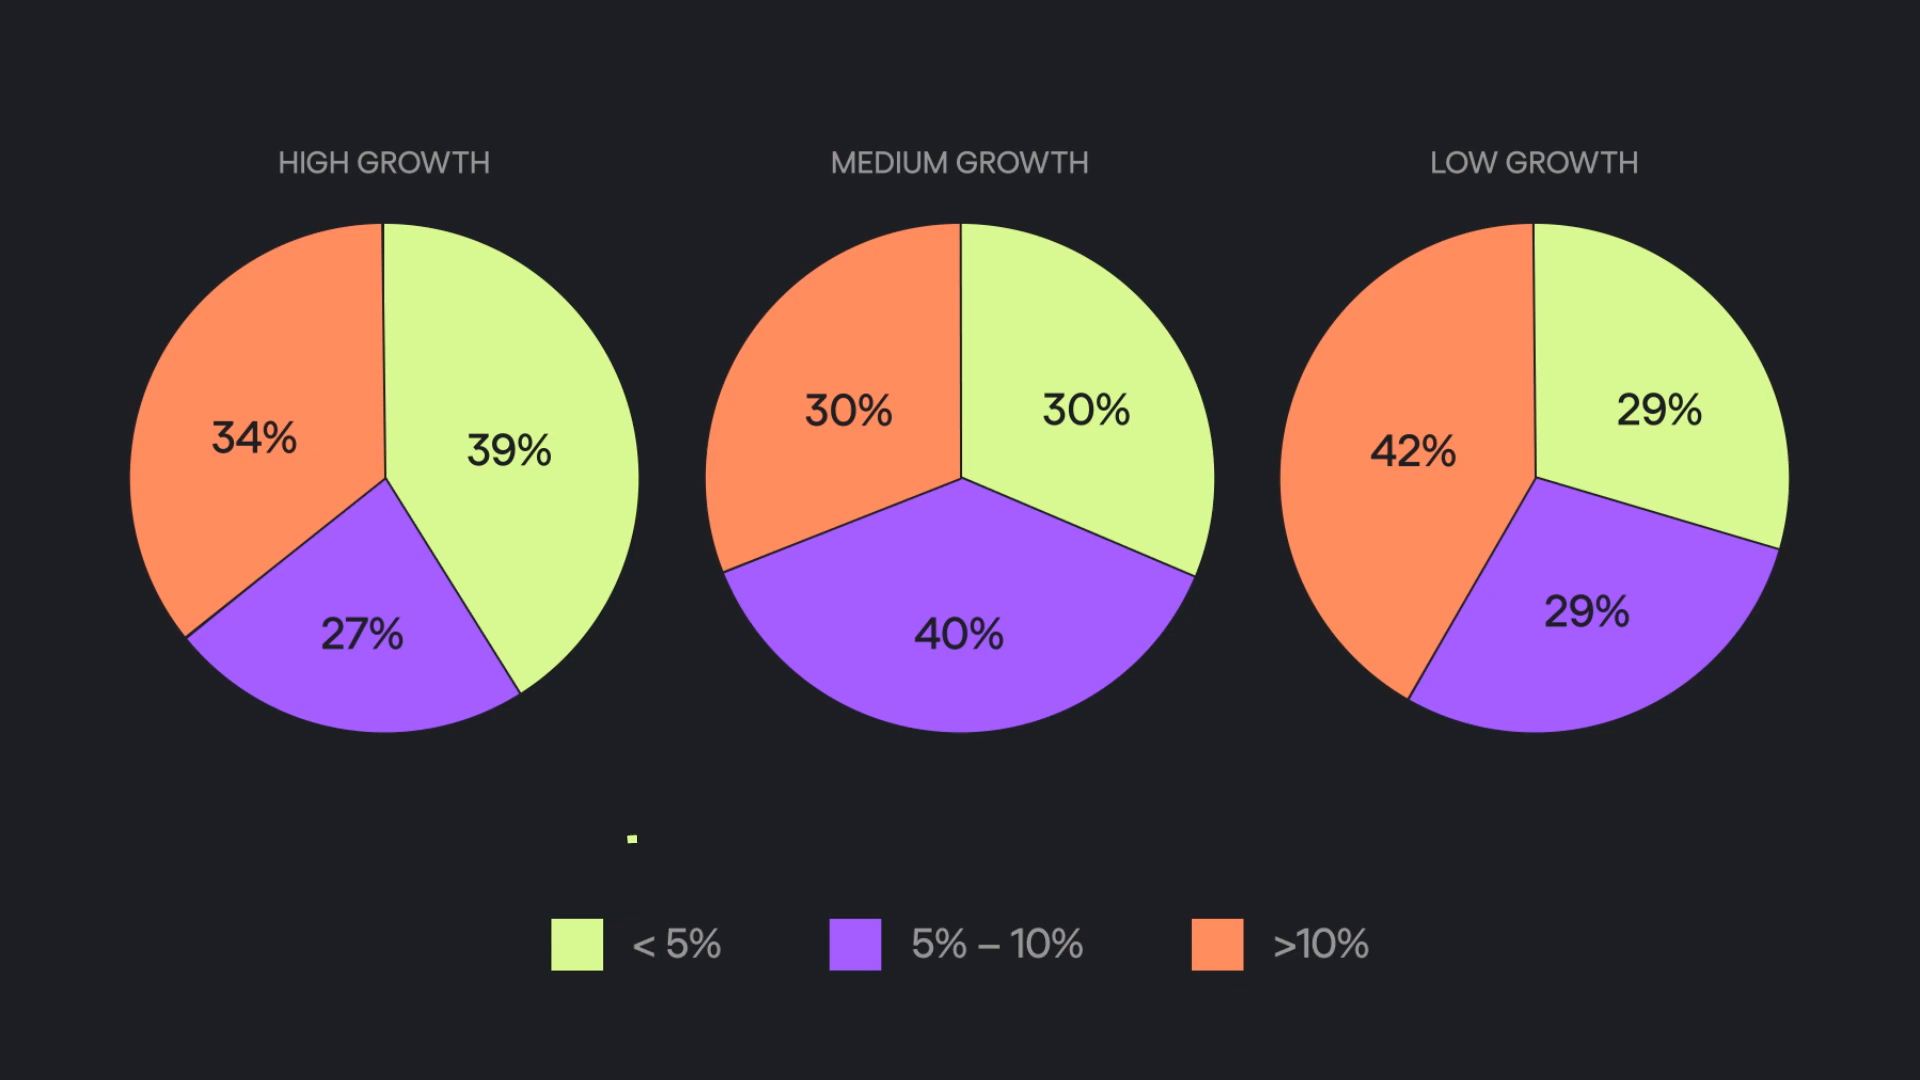 HIGH GROWTH
MEDIUM GROWTH
LOW GROWTH
34%
39%
27%
30%
30%
40%
42%
29%
29%
< 5%
5% – 10%
>10%